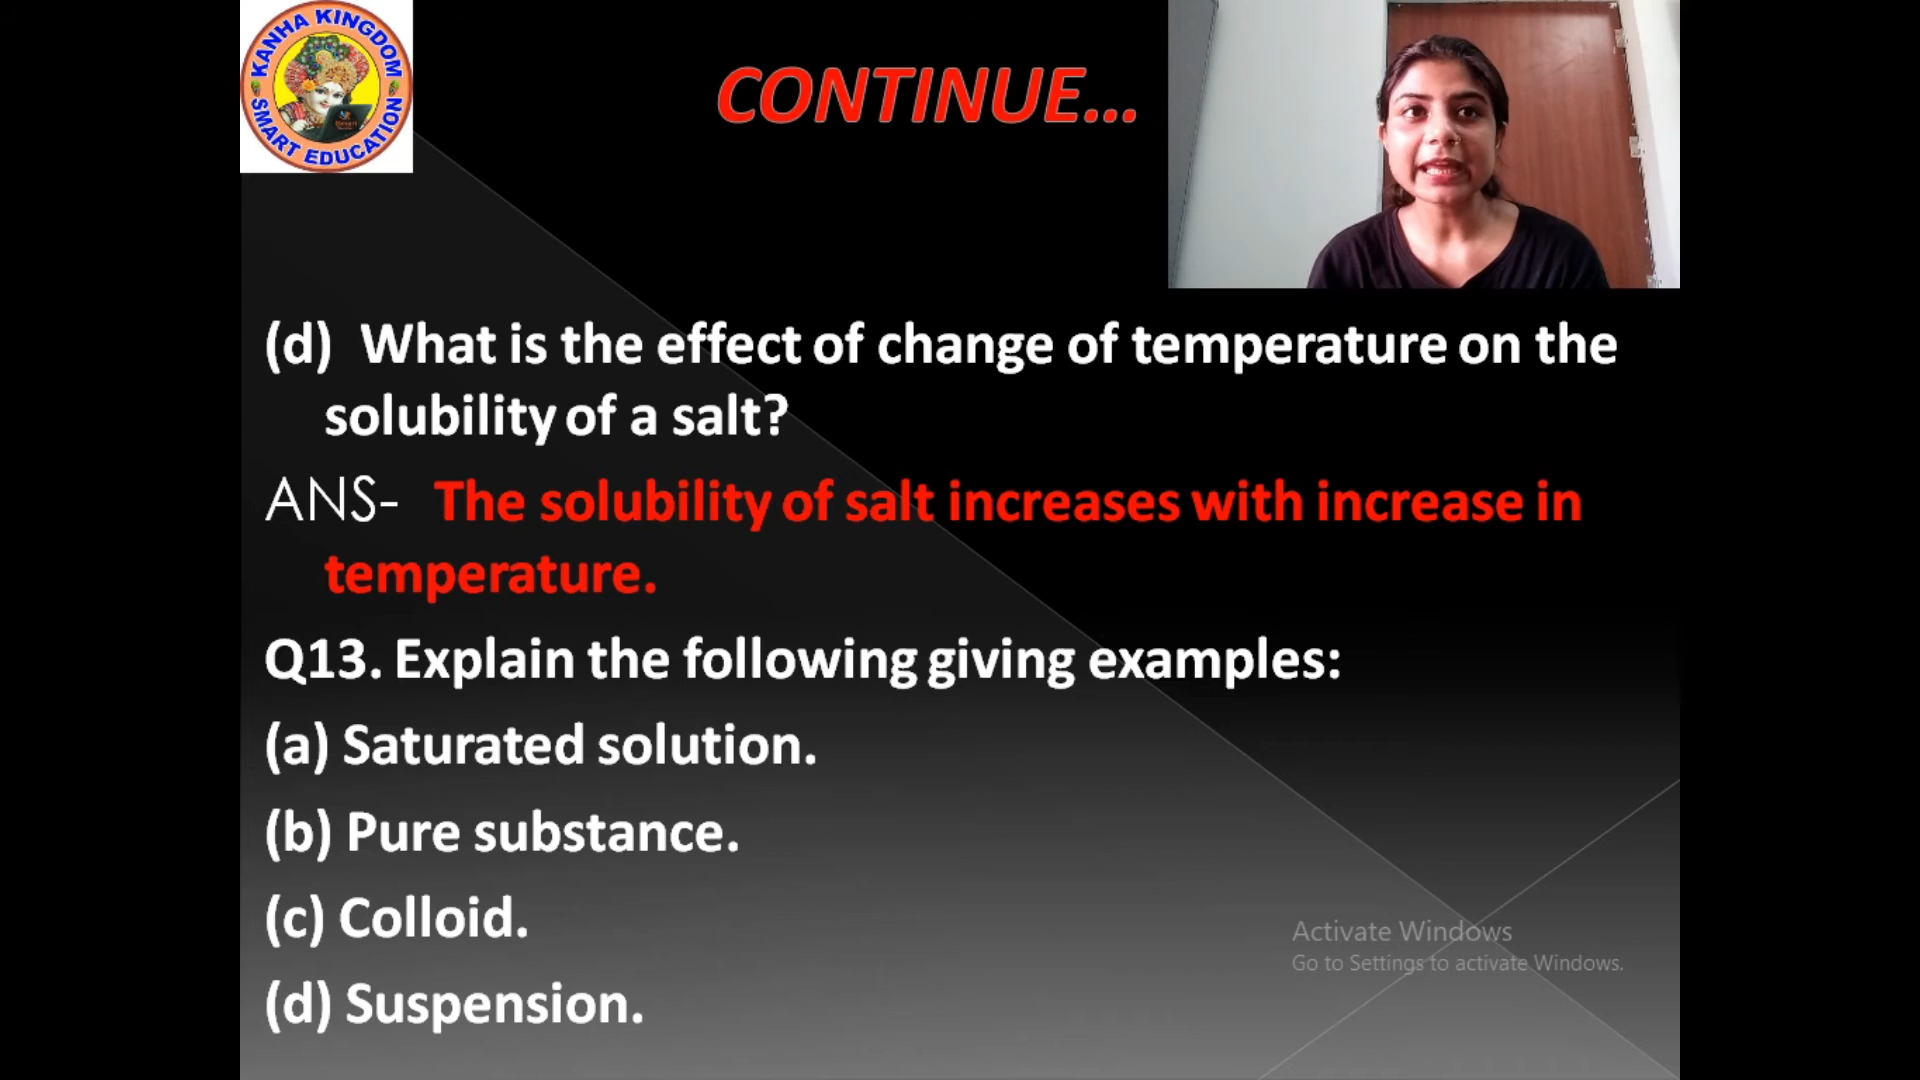 KANHA KINGDOM
SMART EDUCATION
CONTINUE...
(d) What is the effect of change of temperature on the
solubility of a salt?
ANS- The solubility of salt increases with increase in
temperature.
Q13. Explain the following giving examples:
(a) Saturated solution.
(b) Pure substance.
(c) Colloid.
(d) Suspension.
Activate Windows
Go to Settings to activate Windows.